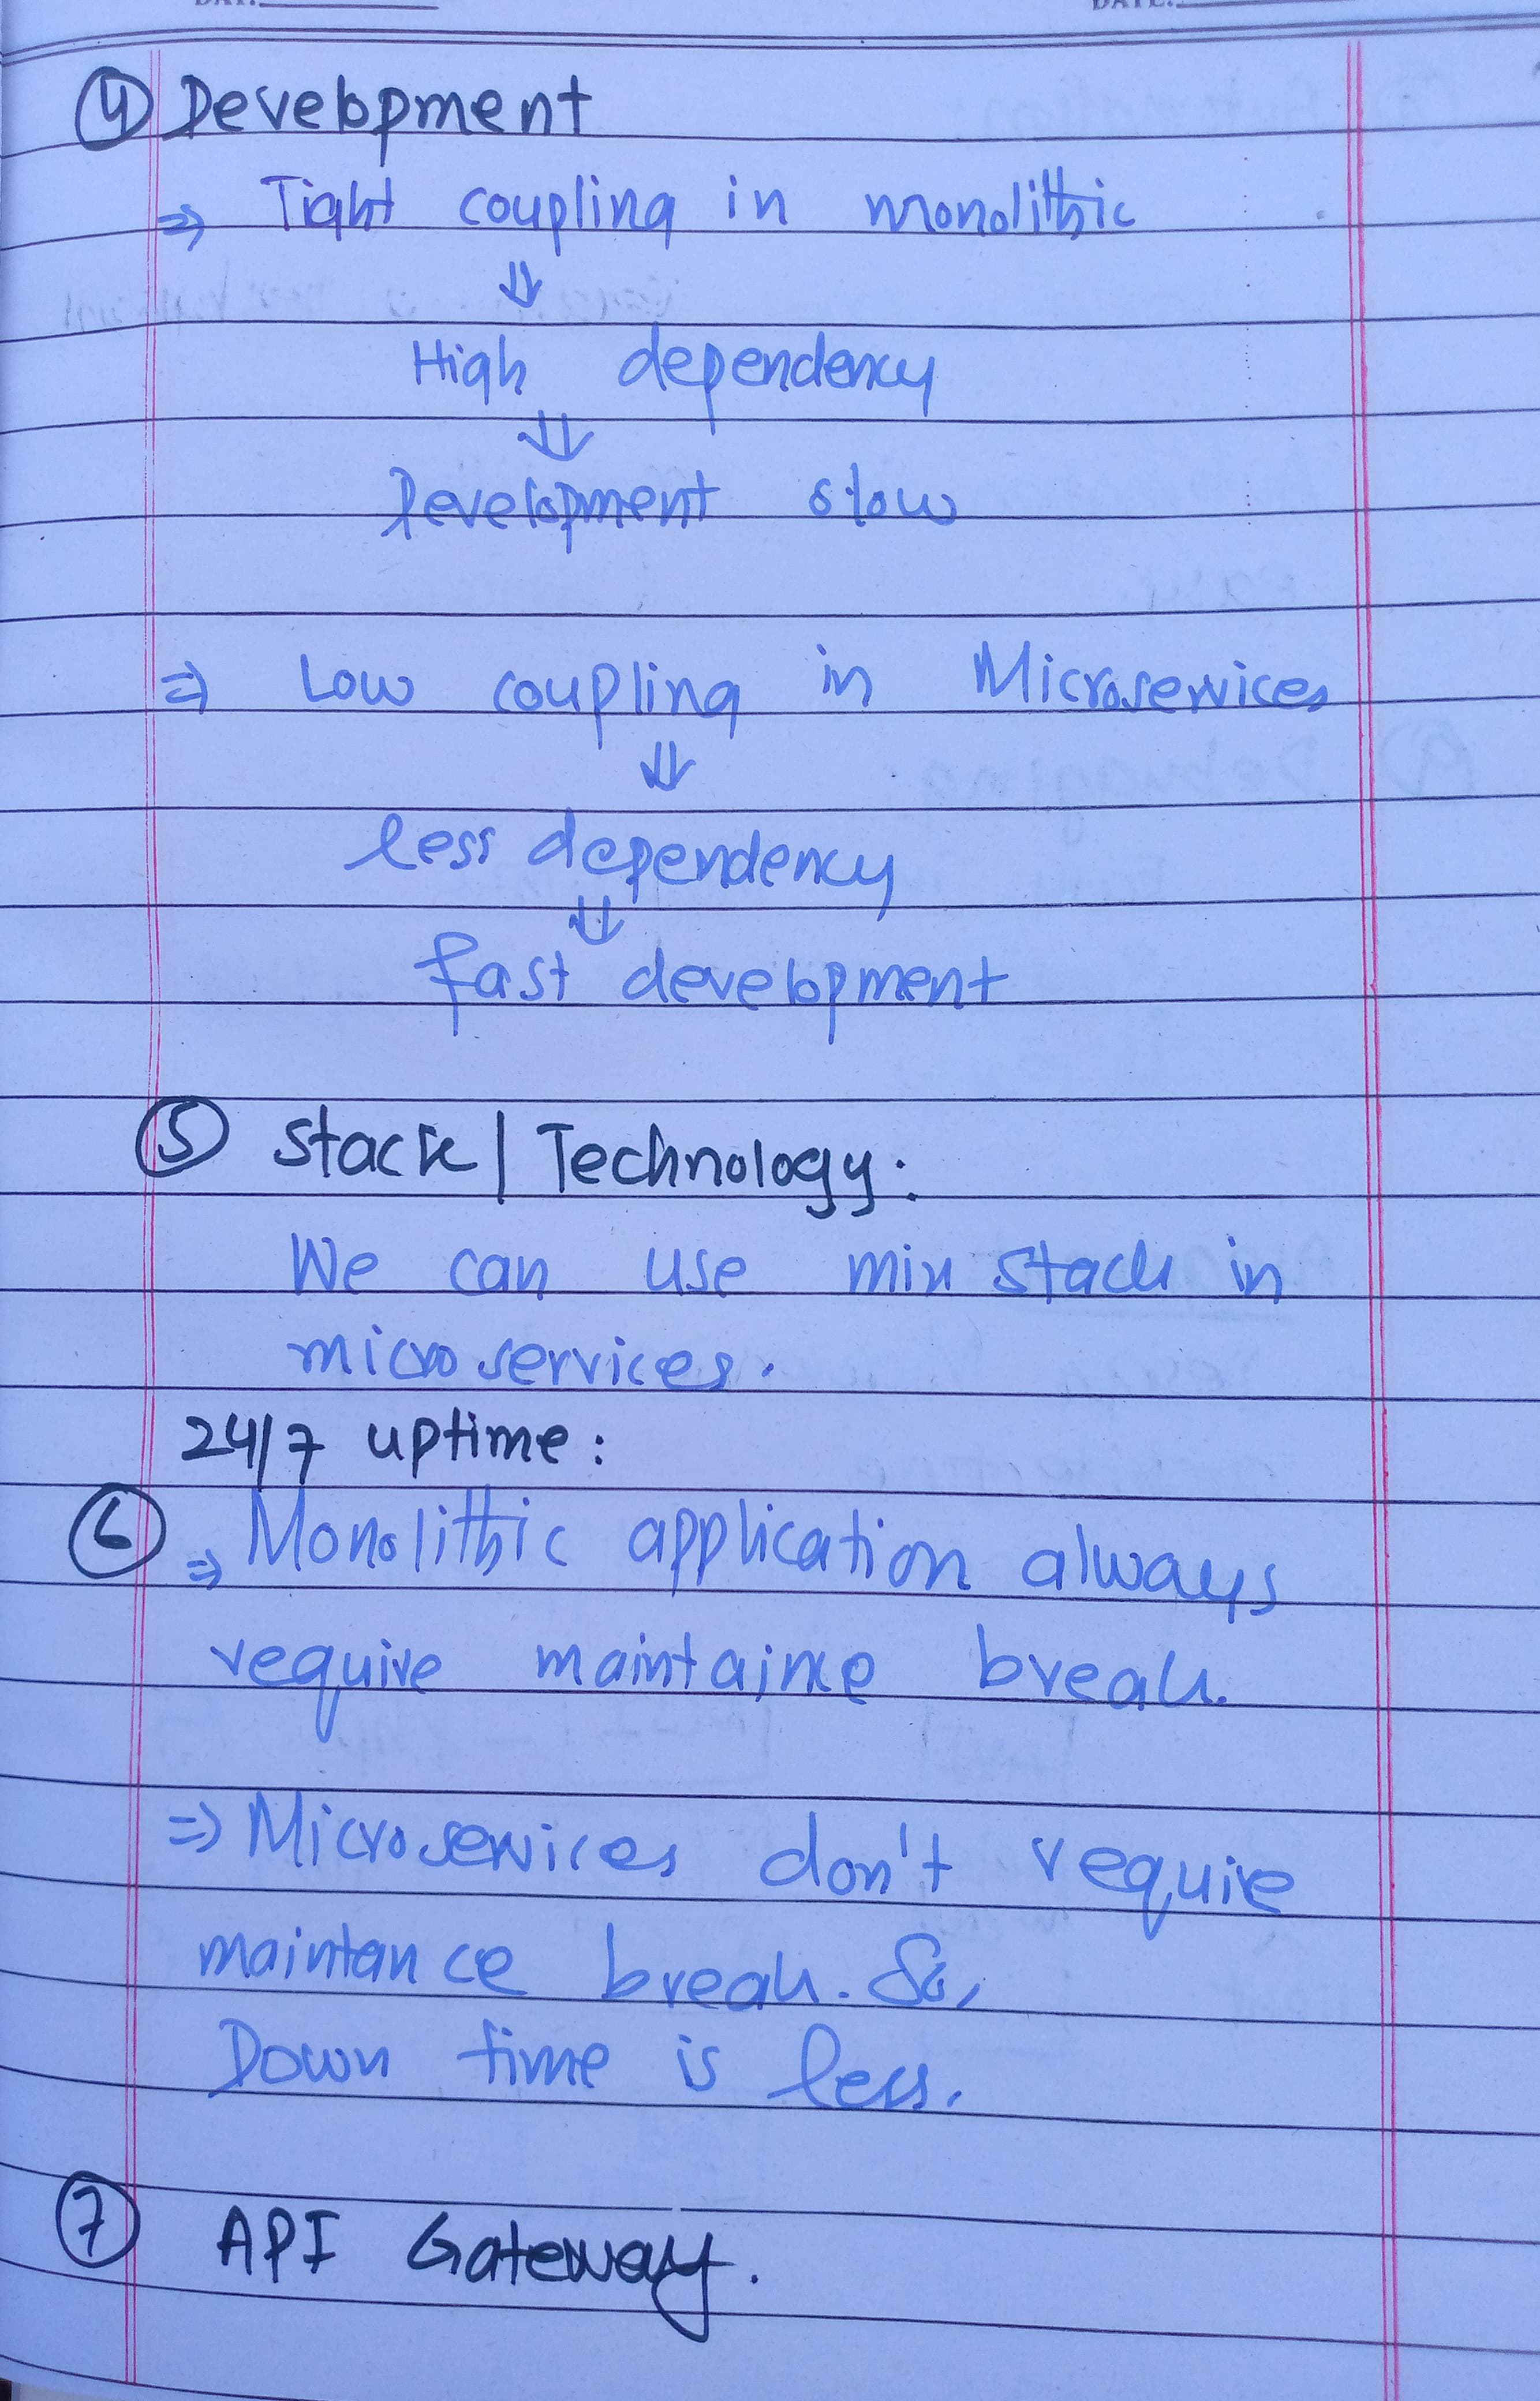 DAY: DATE:
④ Development
⇒ Tight coupling in monolithic
⇓
High dependency
⇓
Development slow
⇒ Low coupling in Microservices
⇓
less dependency
⇓
fast development
⑤ Stack | Technology:
We can use mix stack in
microservices.
24/7 uptime:
⑥ ⇒ Monolithic application always
require maintaince break.
⇒ Microservices don't require
maintance break. So,
Down time is less.
⑦ API Gateway.